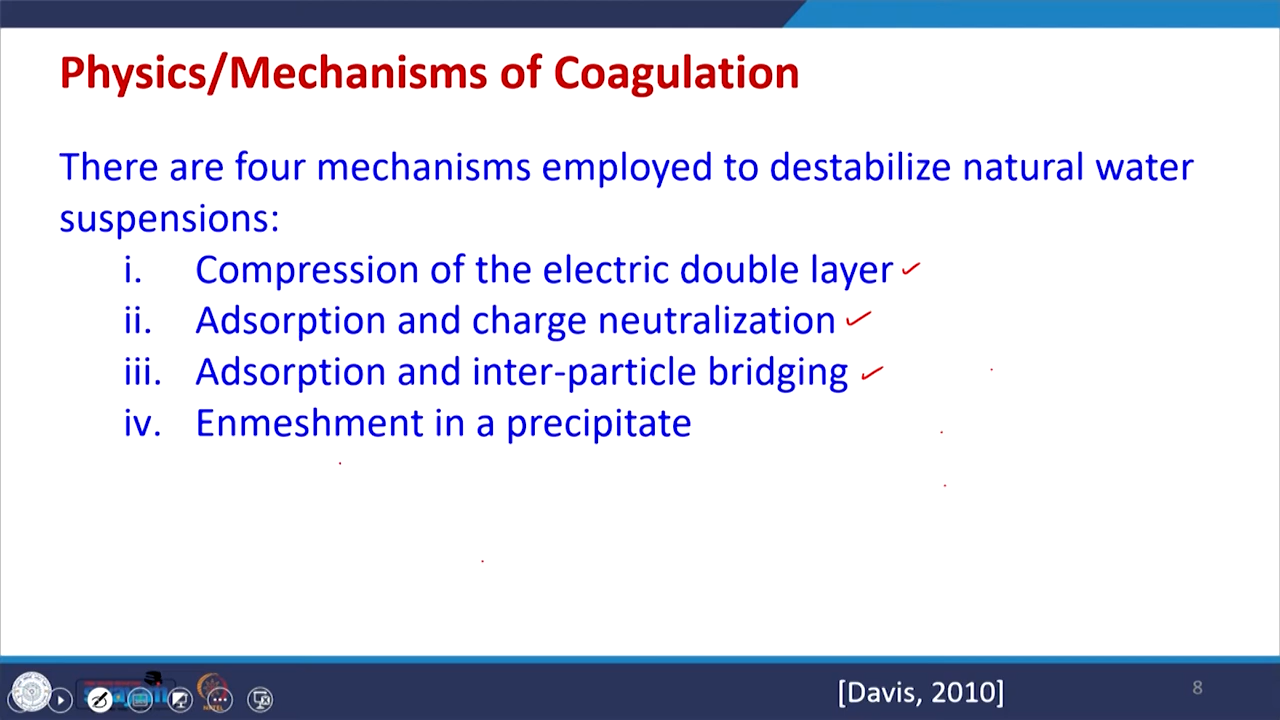 Physics/Mechanisms of Coagulation
There are four mechanisms employed to destabilize natural water
suspensions:
i. Compression of the electric double layer
ii. Adsorption and charge neutralization
iii. Adsorption and inter-particle bridging
iv. Enmeshment in a precipitate
[Davis, 2010]
8